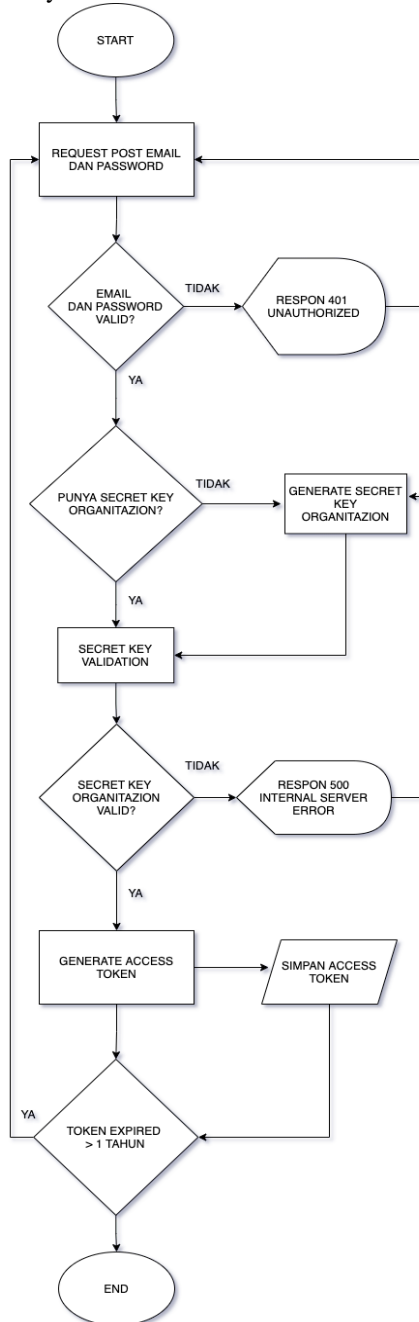 START
REQUEST POST EMAIL
DAN PASSWORD
EMAIL
DAN PASSWORD
VALID?
TIDAK
RESPON 401
UNAUTHORIZED
YA
PUNYA SECRET KEY
ORGANITAZION?
TIDAK
GENERATE SECRET
KEY
ORGANITAZION
YA
SECRET KEY
VALIDATION
SECRET KEY
ORGANITAZION
VALID?
TIDAK
RESPON 500
INTERNAL SERVER
ERROR
YA
GENERATE ACCESS
TOKEN
SIMPAN ACCESS
TOKEN
YA
TOKEN EXPIRED
> 1 TAHUN
END